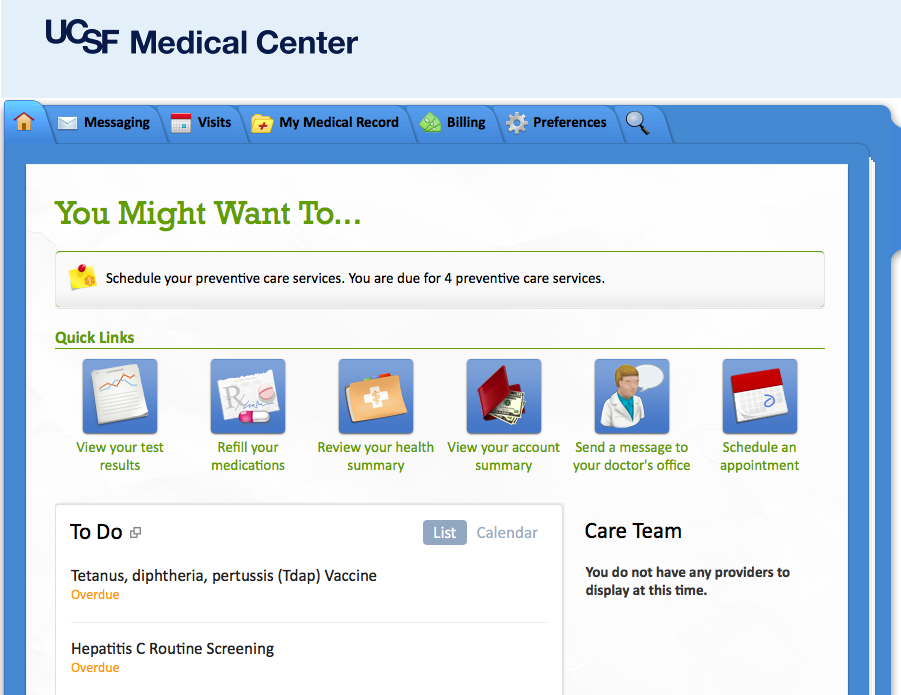 UCSF Medical Center
Messaging
Visits
My Medical Record
Billing
Preferences
You Might Want To...
Schedule your preventive care services. You are due for 4 preventive care services.
Quick Links
View your test
results
Refill your
medications
Review your health
summary
View your account
summary
Send a message to
your doctor's office
Schedule an
appointment
To Do
List
Calendar
Tetanus, diphtheria, pertussis (Tdap) Vaccine
Overdue
Hepatitis C Routine Screening
Overdue
Care Team
You do not have any providers to
display at this time.